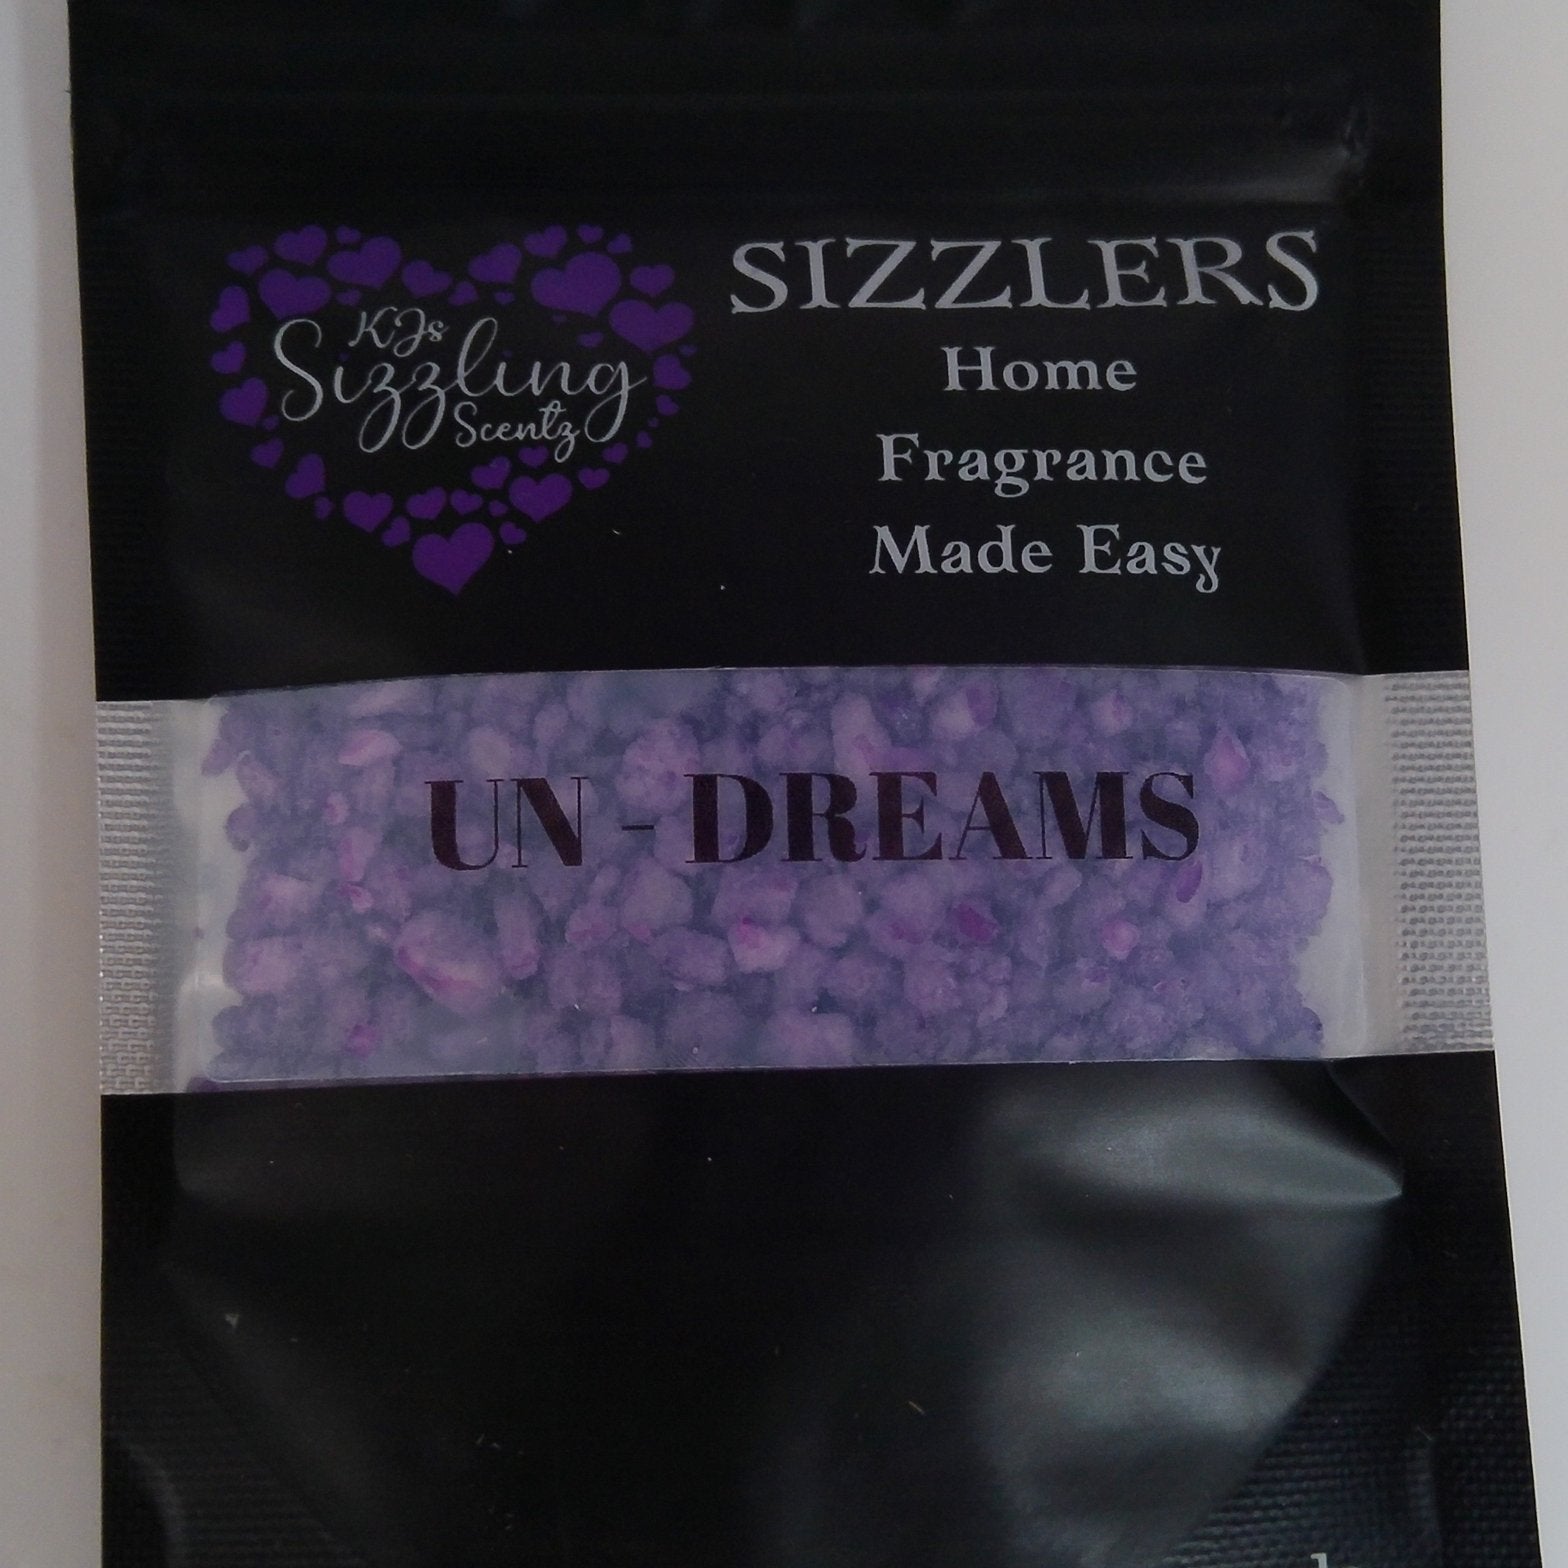 KJs
Sizzling
Scentz
SIZZLERS
Home
Fragrance
Made Easy
UN - DREAMS